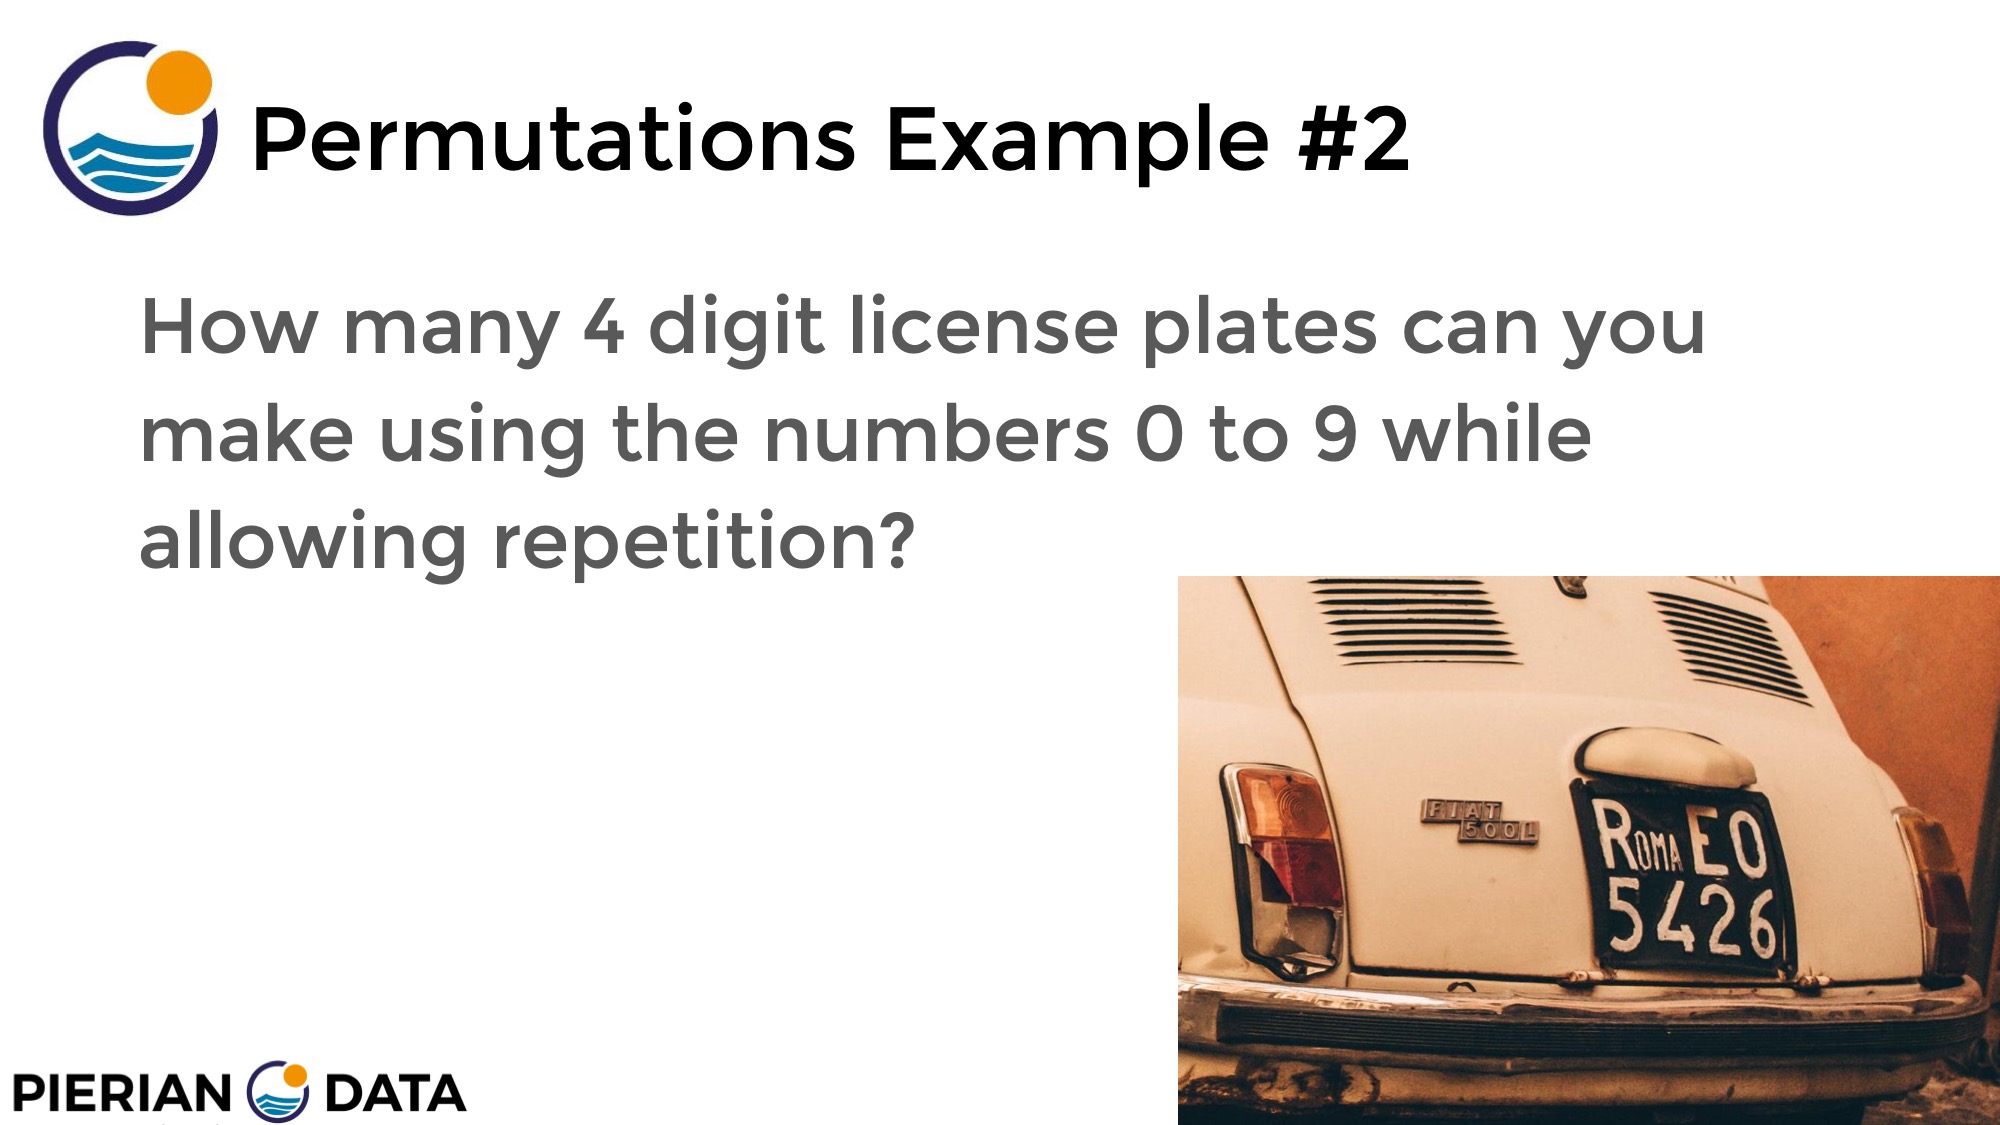 Permutations Example #2
How many 4 digit license plates can you
make using the numbers 0 to 9 while
allowing repetition?
FIAT
500L
ROMA E0
5426
PIERIAN DATA